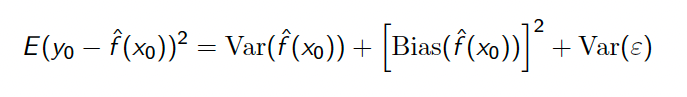 E(y₀ − f̂(x₀))² = Var(f̂(x₀)) + [Bias(f̂(x₀))]² + Var(ε)